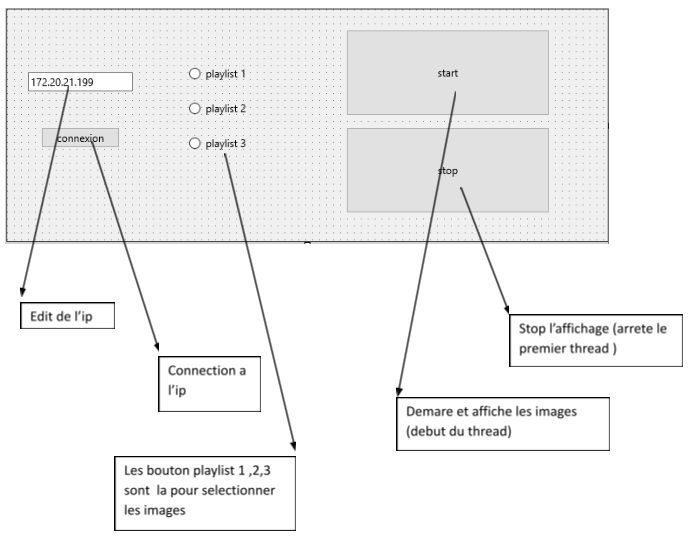 172.20.21.199
connexion
playlist 1
playlist 2
playlist 3
start
stop
Edit de l'ip
Connection a
l'ip
Les bouton playlist 1 ,2,3
sont la pour selectionner
les images
Demare et affiche les images
(debut du thread)
Stop l'affichage (arrete le
premier thread )